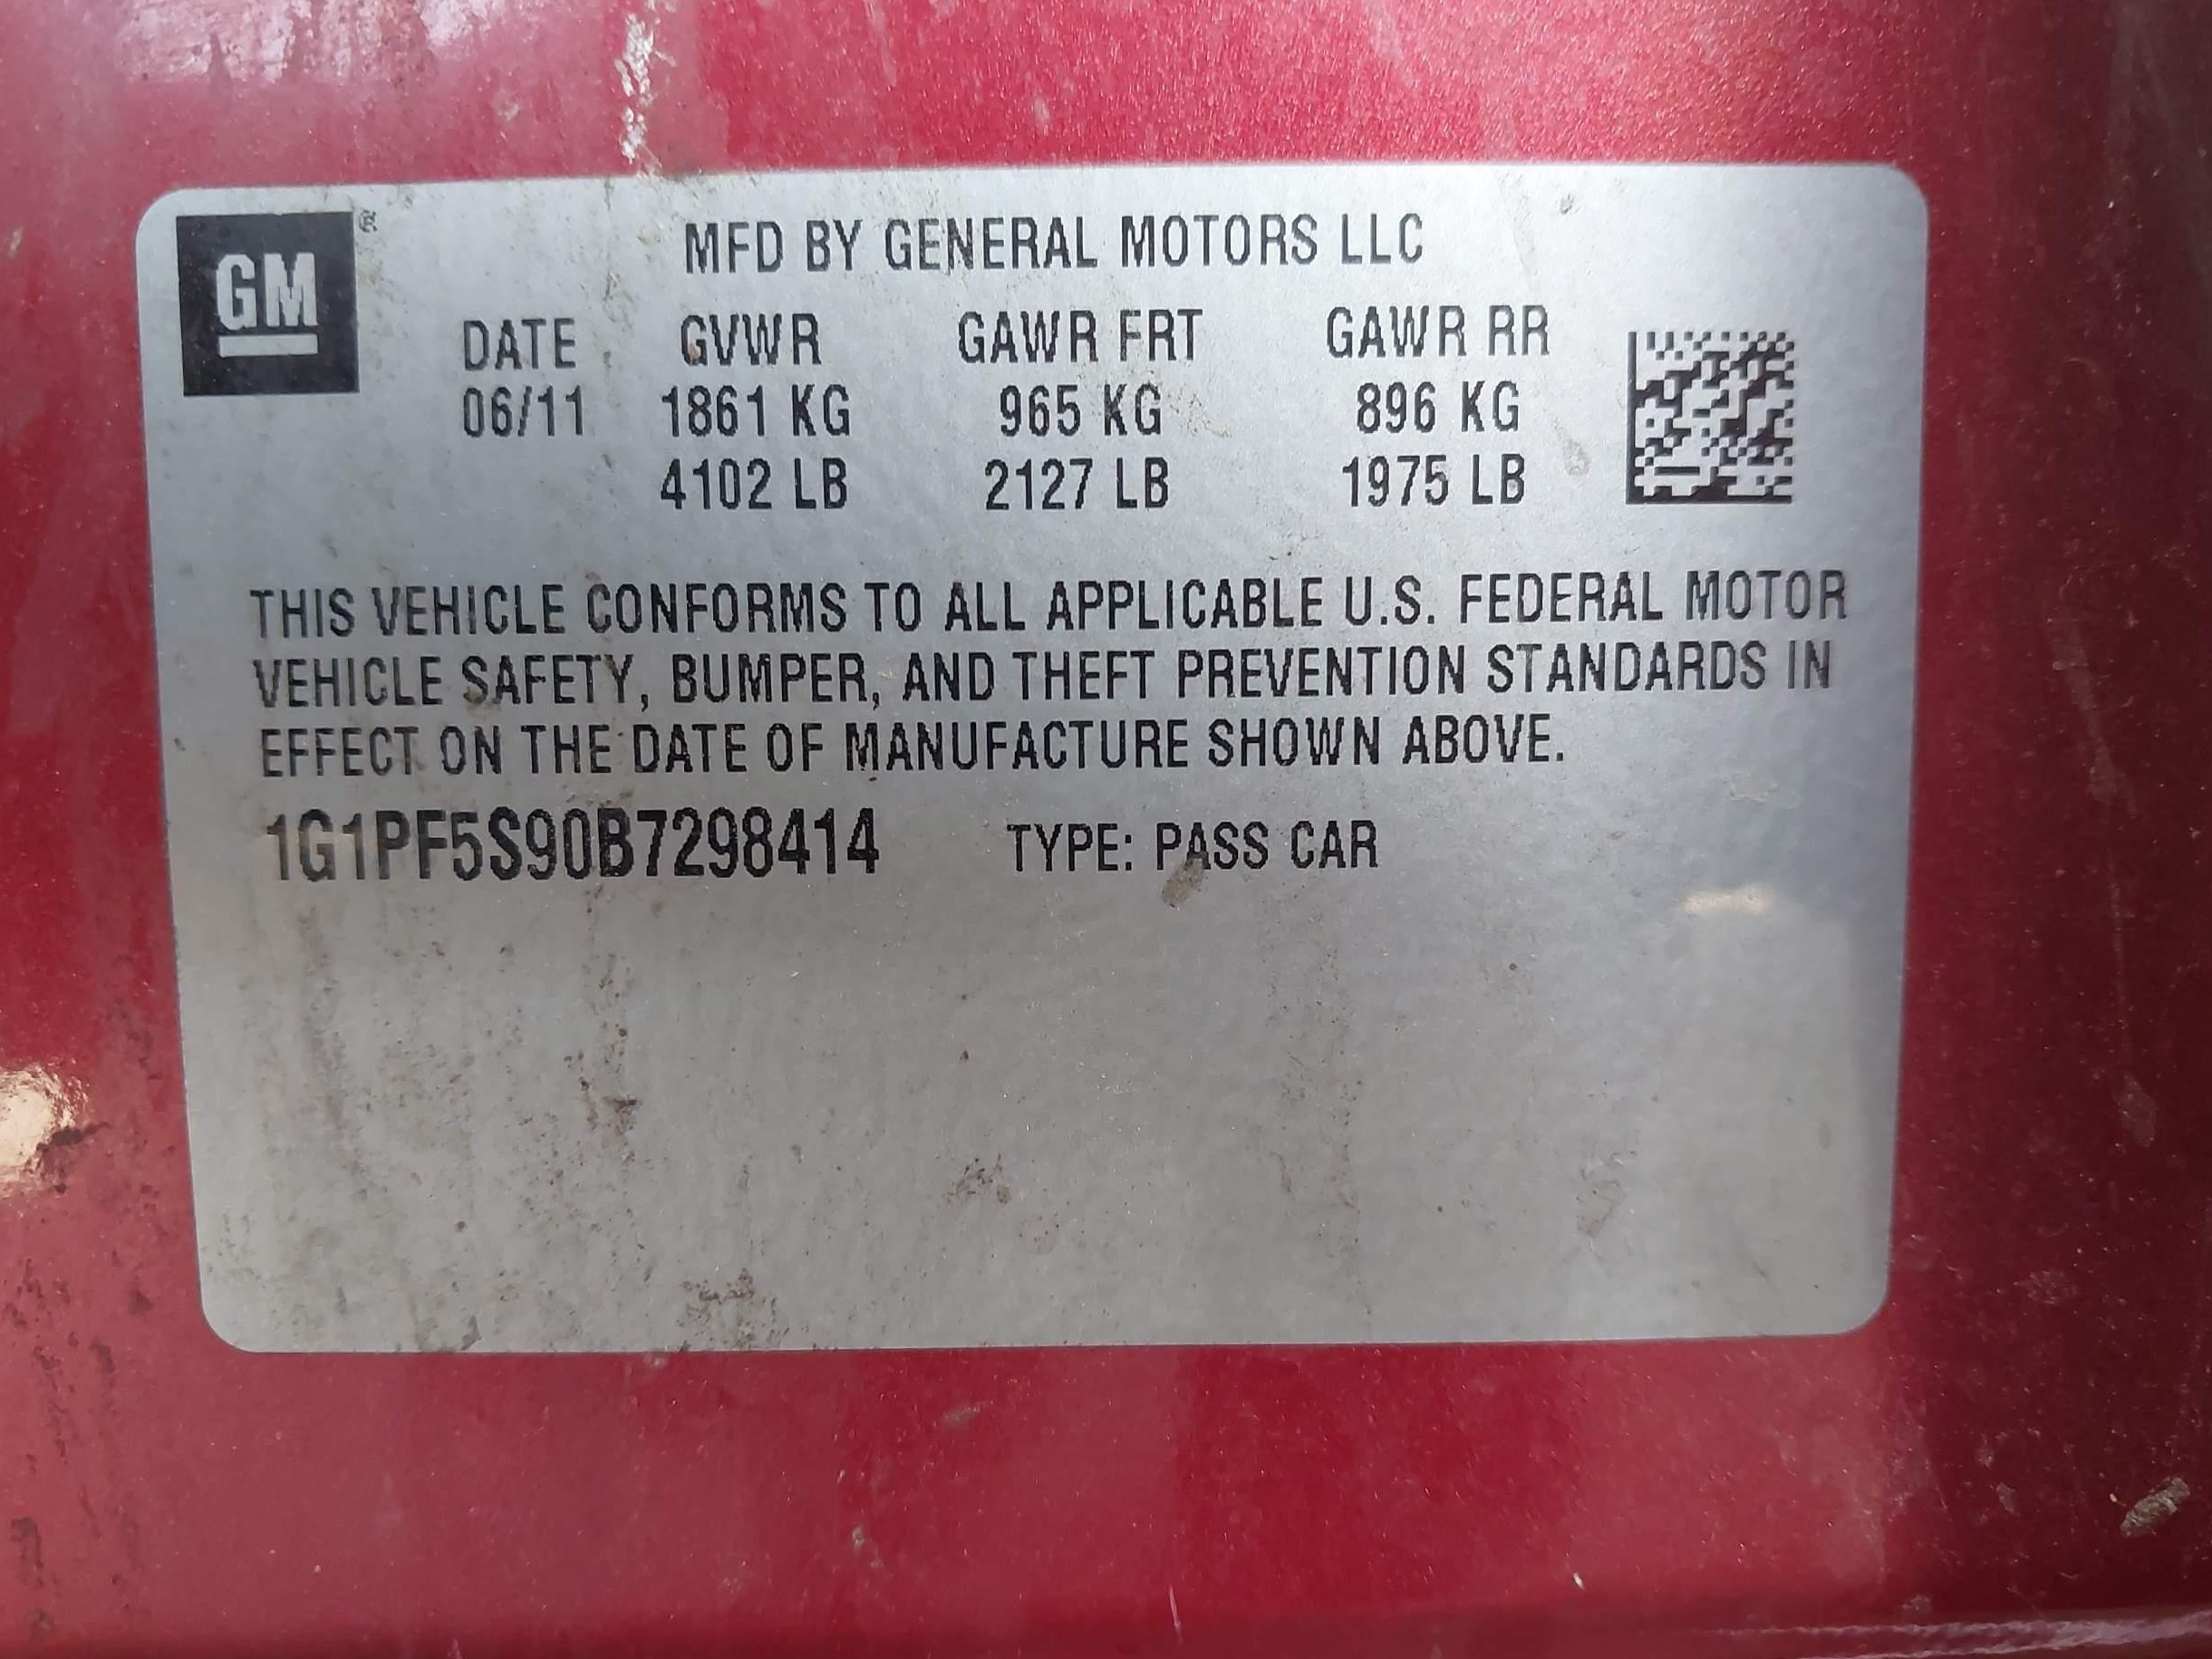 GM ®
MFD BY GENERAL MOTORS LLC
DATE GVWR GAWR FRT GAWR RR
06/11 1861 KG 965 KG 896 KG
4102 LB 2127 LB 1975 LB
THIS VEHICLE CONFORMS TO ALL APPLICABLE U.S. FEDERAL MOTOR
VEHICLE SAFETY, BUMPER, AND THEFT PREVENTION STANDARDS IN
EFFECT ON THE DATE OF MANUFACTURE SHOWN ABOVE.
1G1PF5S90B7298414 TYPE: PASS CAR